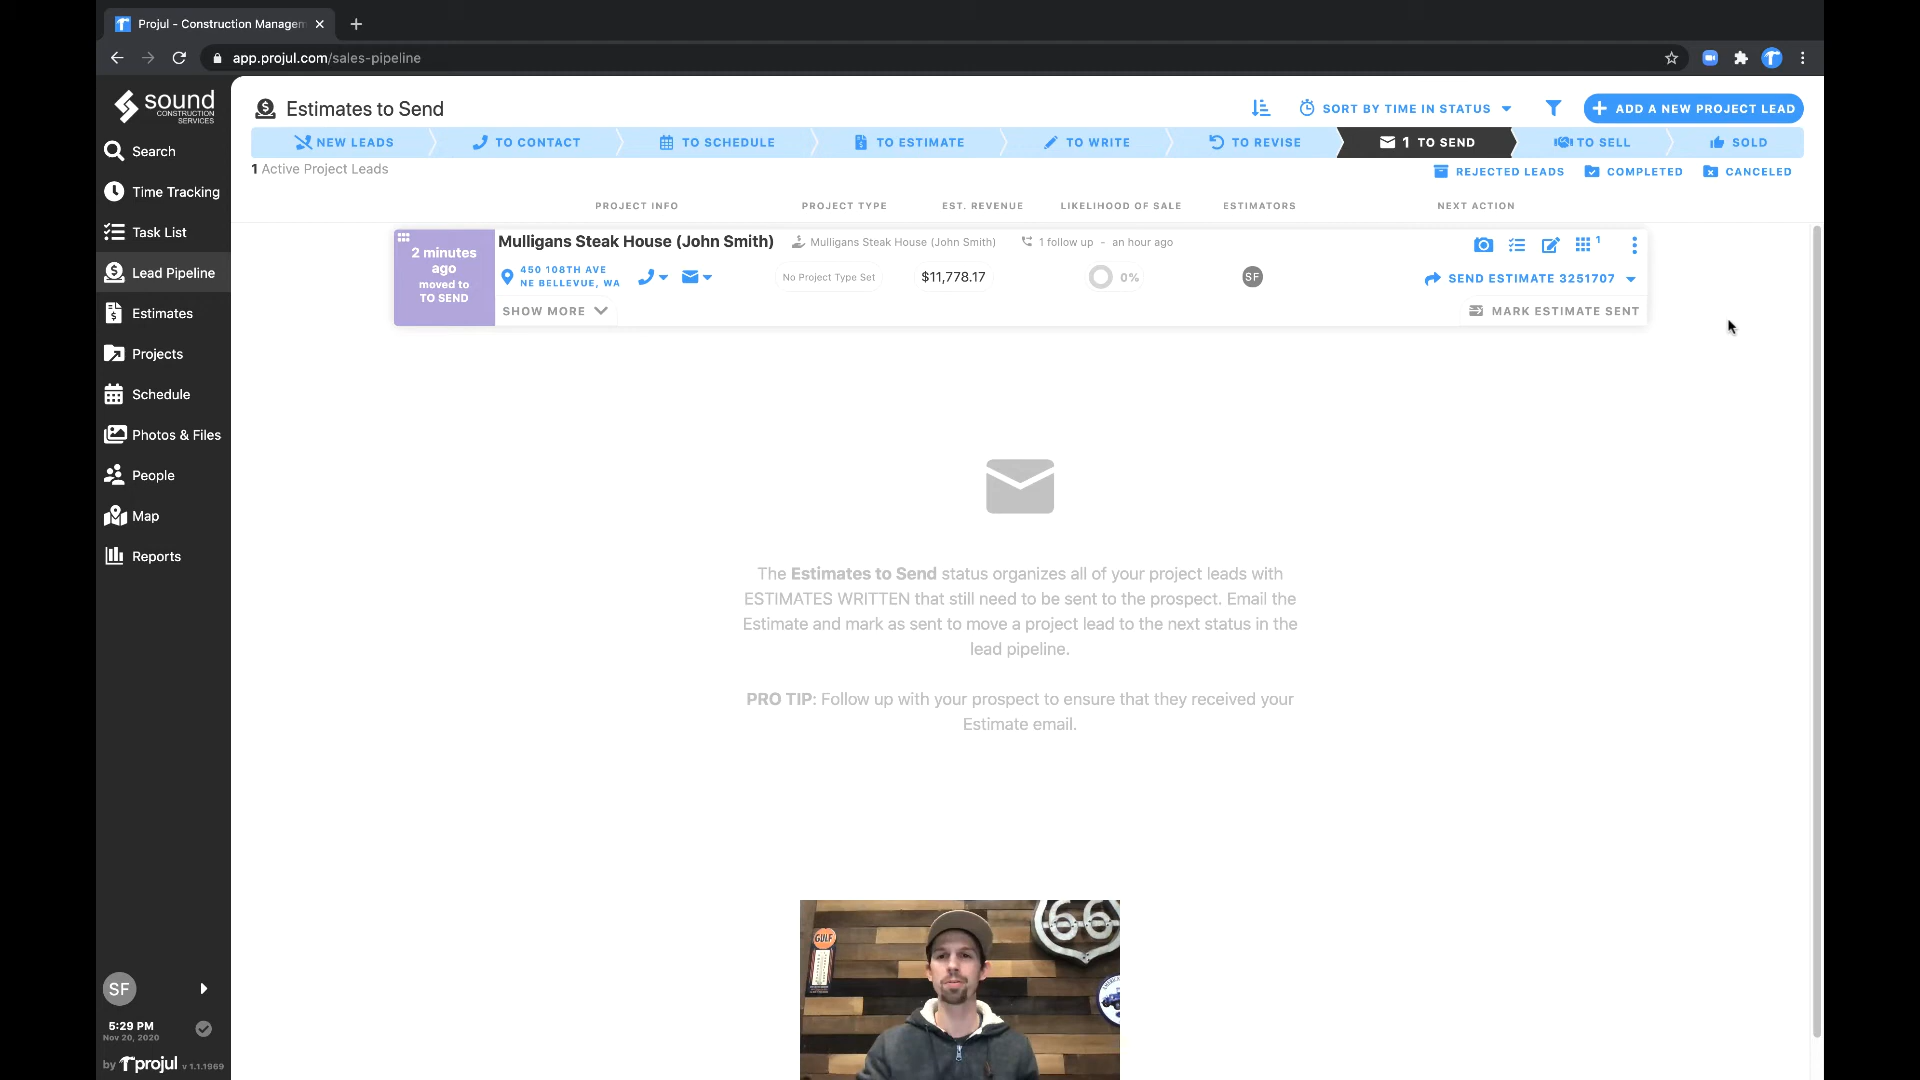 Projul - Construction Managem
app.projul.com/sales-pipeline
sound
CONSTRUCTION
SERVICES
Search
Time Tracking
Task List
Lead Pipeline
Estimates
Projects
Schedule
Photos & Files
People
Map
Reports
SF
5:29 PM
Nov 20, 2020
by projul v 1.1.1969
Estimates to Send
SORT BY TIME IN STATUS
ADD A NEW PROJECT LEAD
NEW LEADS
TO CONTACT
TO SCHEDULE
TO ESTIMATE
TO WRITE
TO REVISE
1 TO SEND
TO SELL
SOLD
1 Active Project Leads
REJECTED LEADS
COMPLETED
CANCELED
PROJECT INFO
PROJECT TYPE
EST. REVENUE
LIKELIHOOD OF SALE
ESTIMATORS
NEXT ACTION
2 minutes
ago
moved to
TO SEND
Mulligans Steak House (John Smith)
Mulligans Steak House (John Smith)
1 follow up - an hour ago
1
450 108TH AVE
NE BELLEVUE, WA
No Project Type Set
$11,778.17
0%
SF
SEND ESTIMATE 3251707
SHOW MORE
MARK ESTIMATE SENT
The Estimates to Send status organizes all of your project leads with
ESTIMATES WRITTEN that still need to be sent to the prospect. Email the
Estimate and mark as sent to move a project lead to the next status in the
lead pipeline.
PRO TIP: Follow up with your prospect to ensure that they received your
Estimate email.
GULF
66